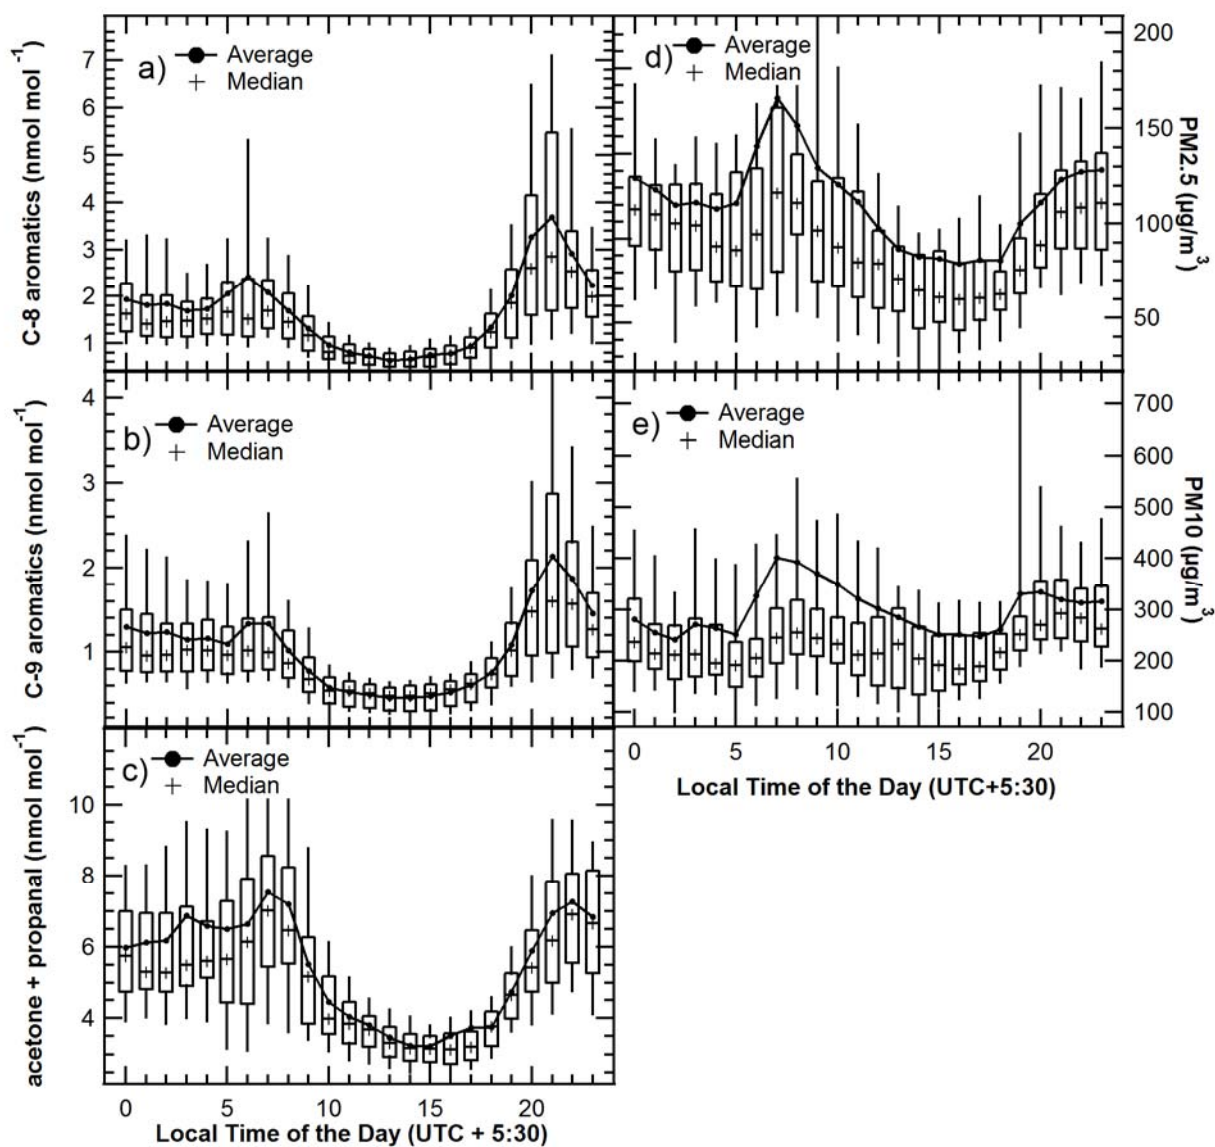 C-8 aromatics (nmol mol -1)
7
6
5
4
3
2
1
a)
Average
Median
d)
Average
Median
200
150
100
50
PM2.5 (µg/m3)
C-9 aromatics (nmol mol-1)
4
3
2
1
b)
Average
Median
e)
Average
Median
700
600
500
400
300
200
100
PM10 (µg/m3)
0 5 10 15 20
Local Time of the Day (UTC+5:30)
acetone + propanal (nmol mol-1)
10
8
6
4
c)
Average
Median
0 5 10 15 20
Local Time of the Day (UTC + 5:30)